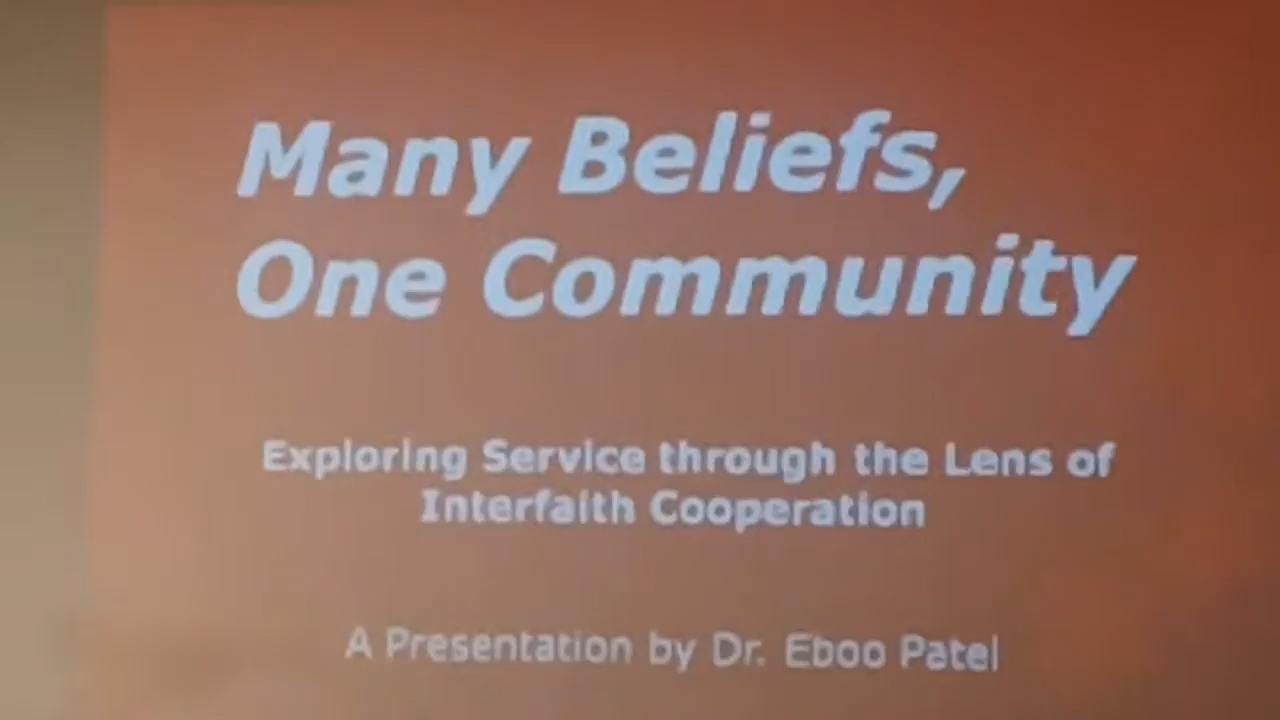 Many Beliefs,
One Community
Exploring Service through the Lens of
Interfaith Cooperation
A Presentation by Dr. Eboo Patel